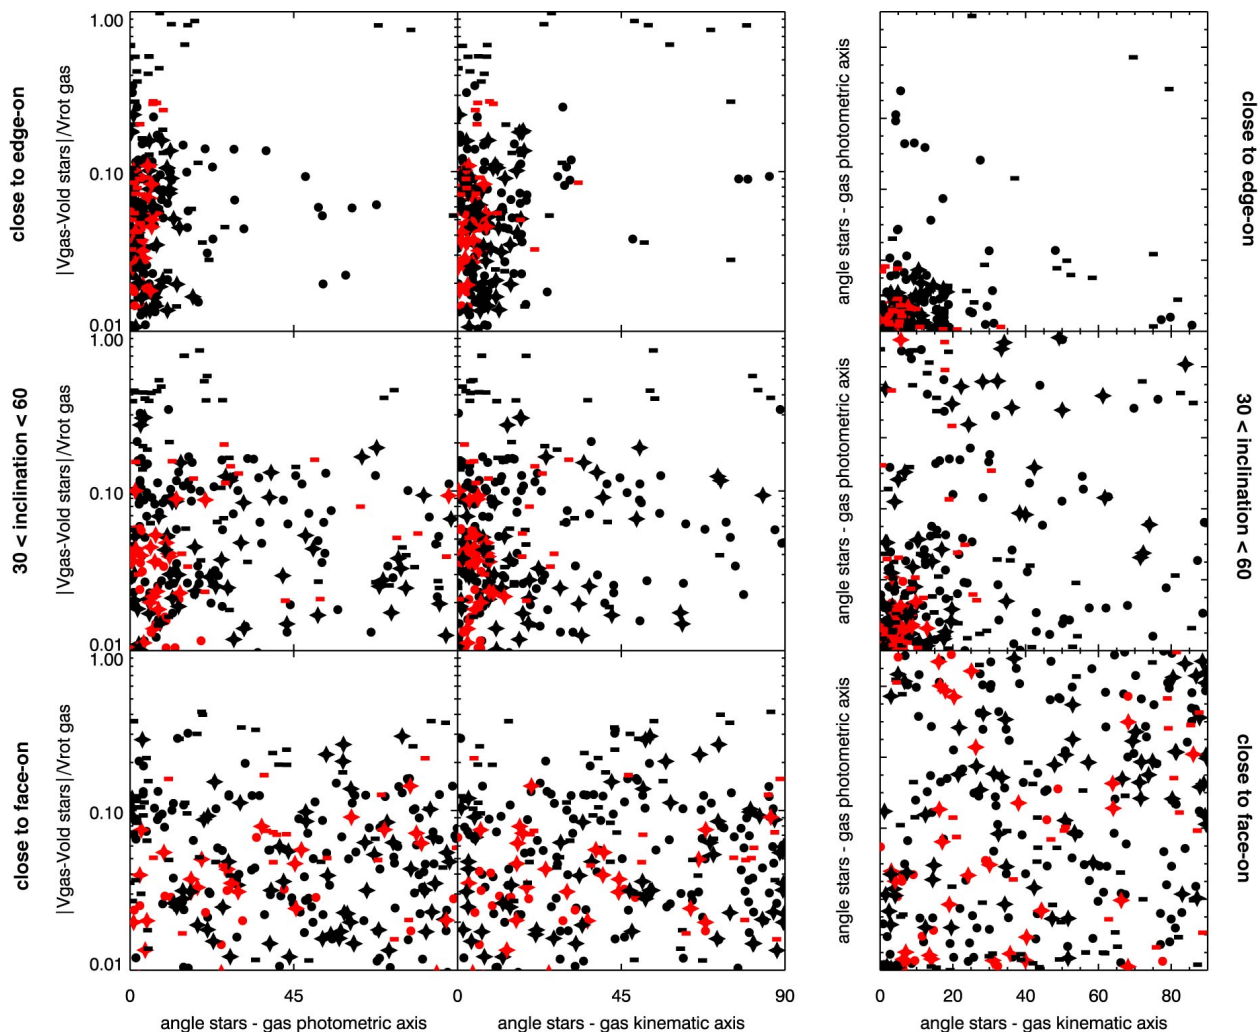 close to edge-on
|Vgas-Vold stars|/Vrot gas
1.00
0.10
0.01
angle stars - gas photometric axis
close to edge-on
30 < inclination < 60
|Vgas-Vold stars|/Vrot gas
1.00
0.10
0.01
angle stars - gas photometric axis
30 < inclination < 60
close to face-on
|Vgas-Vold stars|/Vrot gas
1.00
0.10
0.01
angle stars - gas photometric axis
close to face-on
0 45 0 45 90 0 20 40 60 80
angle stars - gas photometric axis angle stars - gas kinematic axis angle stars - gas kinematic axis